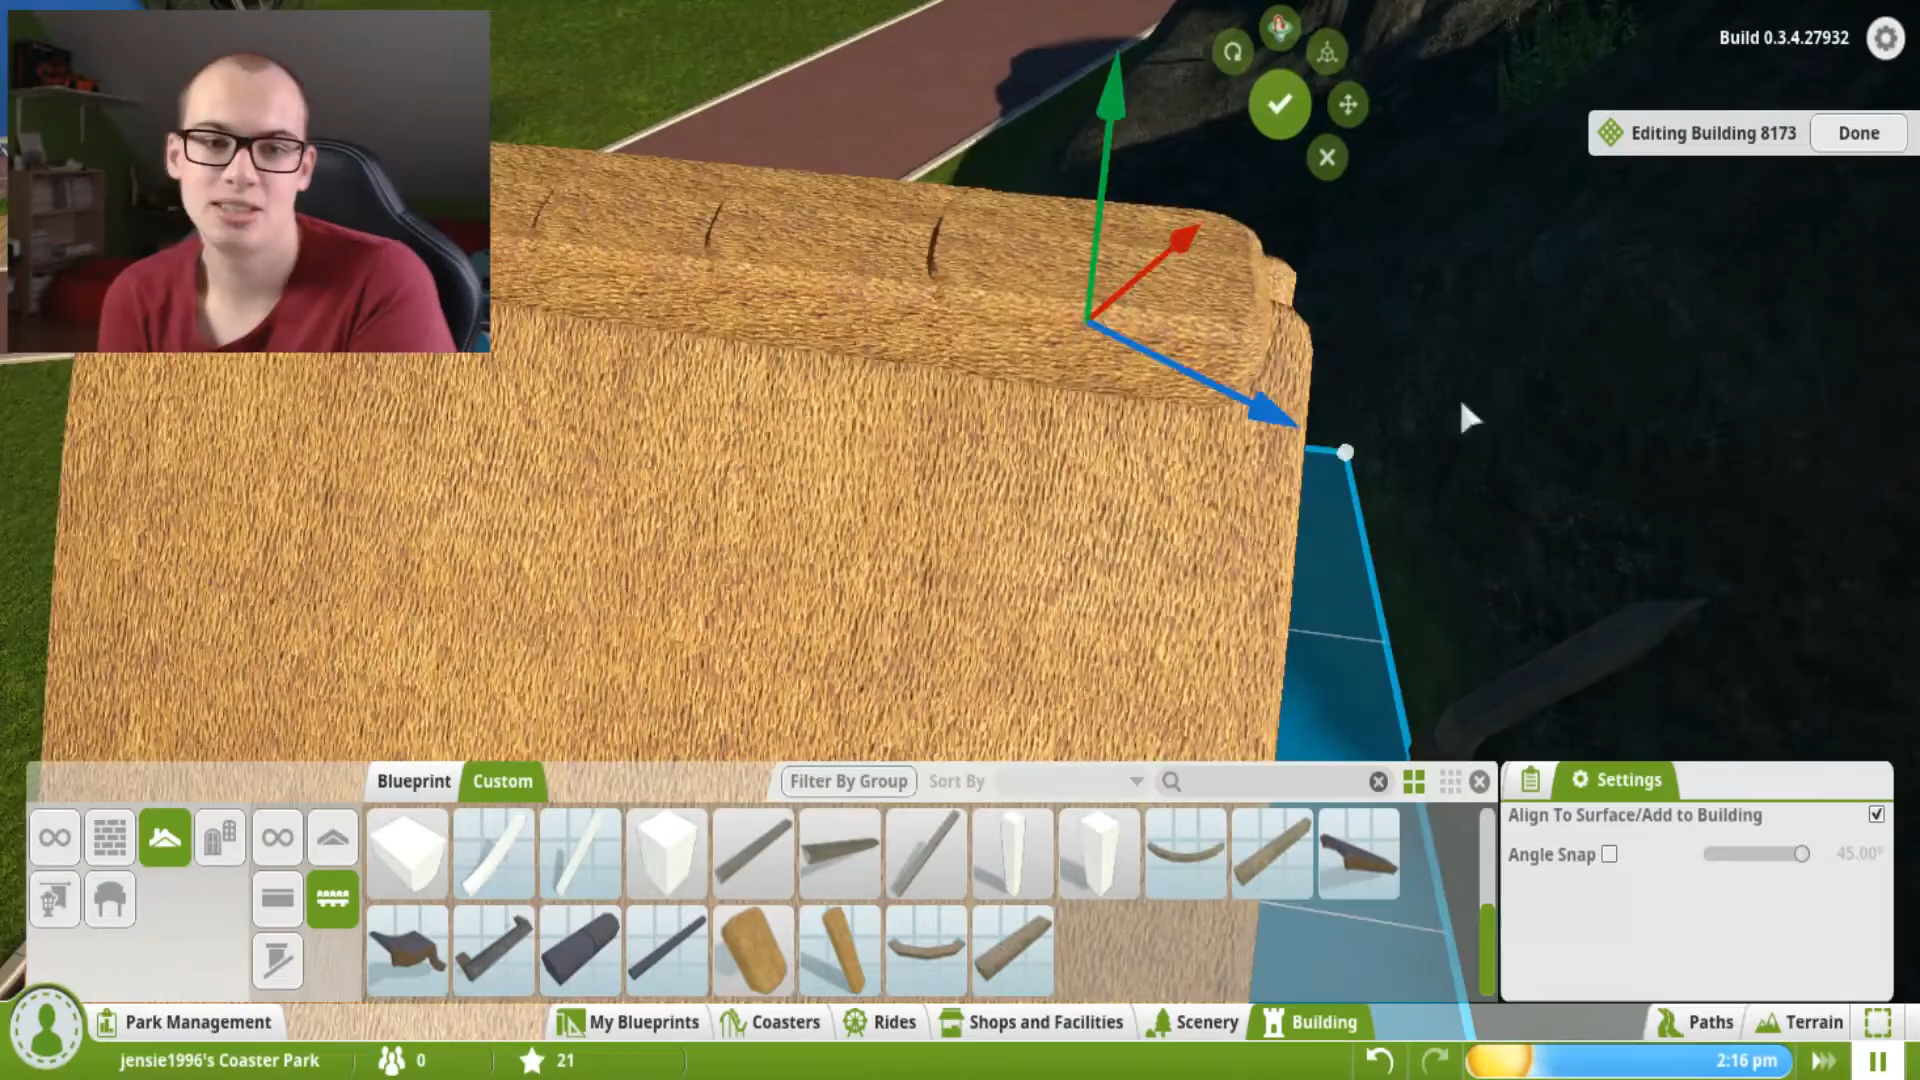 Build 0.3.4.27932
Editing Building 8173
Done
Blueprint
Custom
Filter By Group
Sort By
Settings
Align To Surface/Add to Building
Angle Snap
45.00°
Park Management
My Blueprints
Coasters
Rides
Shops and Facilities
Scenery
Building
Paths
Terrain
jensie1996's Coaster Park
0
21
2:16 pm